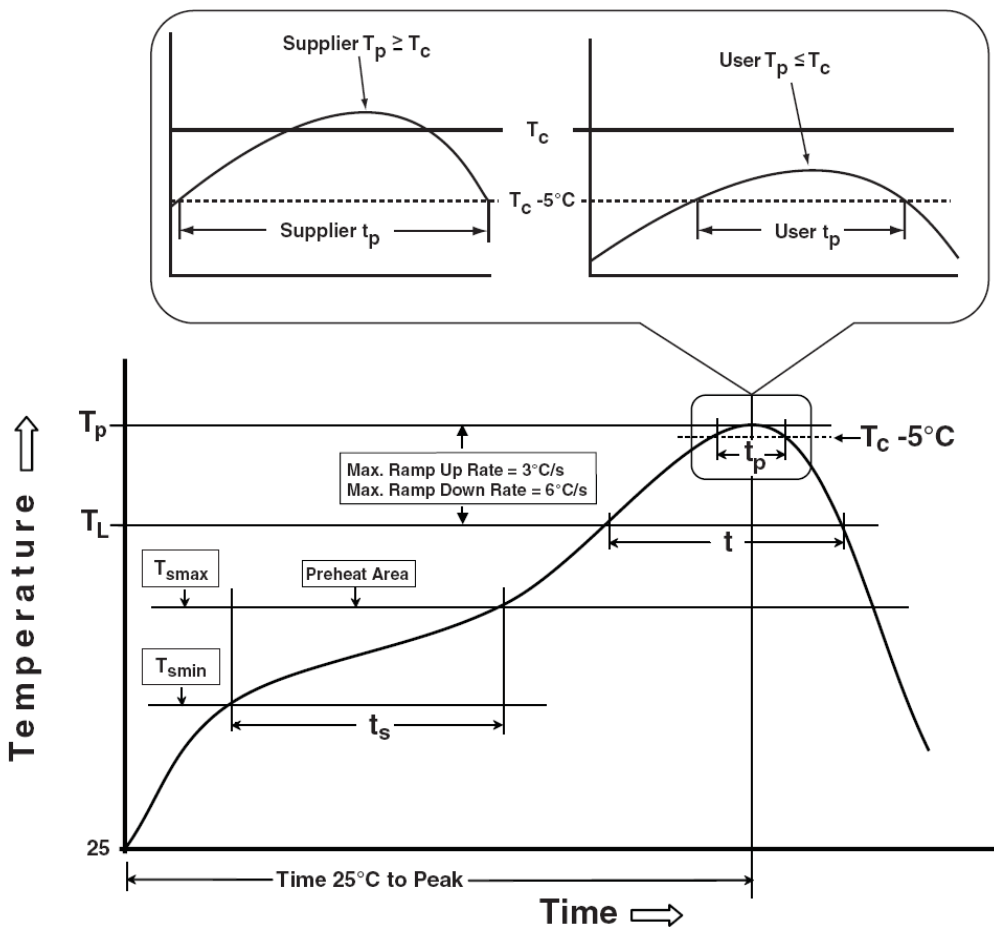 Supplier Tp ≥ Tc
User Tp ≤ Tc
Tc
Tc -5°C
Supplier tp
User tp
Tp
Tc -5°C
tp
Max. Ramp Up Rate = 3°C/s
Max. Ramp Down Rate = 6°C/s
TL
t
Tsmax
Preheat Area
Tsmin
ts
Temperature
25
Time 25°C to Peak
Time